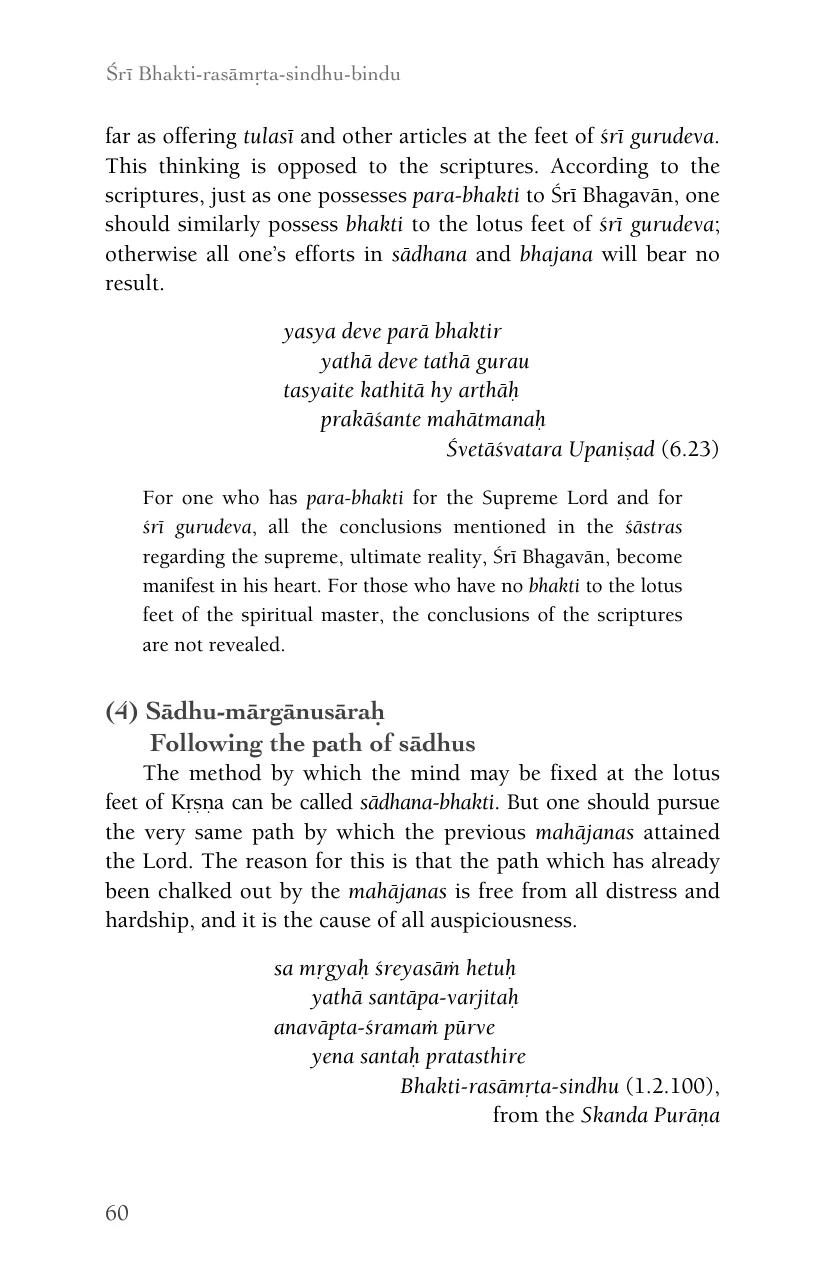 Śrī Bhakti-rasāmṛta-sindhu-bindu
far as offering tulasī and other articles at the feet of śrī gurudeva.
This thinking is opposed to the scriptures. According to the
scriptures, just as one possesses para-bhakti to Śrī Bhagavān, one
should similarly possess bhakti to the lotus feet of śrī gurudeva;
otherwise all one’s efforts in sādhana and bhajana will bear no
result.
yasya deve parā bhaktir
yathā deve tathā gurau
tasyaite kathitā hy arthāḥ
prakāśante mahātmanaḥ
Śvetāśvatara Upaniṣad (6.23)
For one who has para-bhakti for the Supreme Lord and for
śrī gurudeva, all the conclusions mentioned in the śāstras
regarding the supreme, ultimate reality, Śrī Bhagavān, become
manifest in his heart. For those who have no bhakti to the lotus
feet of the spiritual master, the conclusions of the scriptures
are not revealed.
(4) Sādhu-mārgānusāraḥ
Following the path of sādhus
The method by which the mind may be fixed at the lotus
feet of Kṛṣṇa can be called sādhana-bhakti. But one should pursue
the very same path by which the previous mahājanas attained
the Lord. The reason for this is that the path which has already
been chalked out by the mahājanas is free from all distress and
hardship, and it is the cause of all auspiciousness.
sa mṛgyaḥ śreyasāṁ hetuḥ
yathā santāpa-varjitaḥ
anavāpta-śramaṁ pūrve
yena santaḥ pratasthire
Bhakti-rasāmṛta-sindhu (1.2.100),
from the Skanda Purāṇa
60